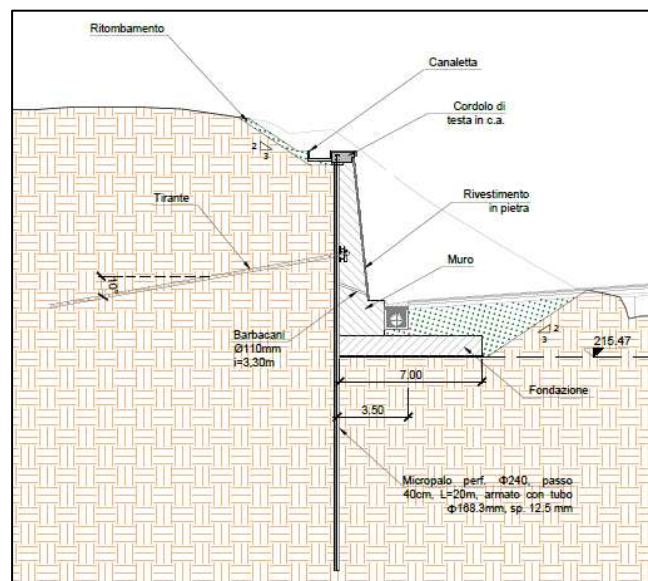 Ritombamento
Canaletta
Cordolo di
testa in c.a.
2
3
Rivestimento
in pietra
Tirante
Muro
10°
Barbacani
Ø110mm
i=3,30m
2
3
215.47
7.00
Fondazione
3.50
Micropalo perf. Φ240, passo
40cm, L=20m, armato con tubo
Φ168.3mm, sp. 12.5 mm